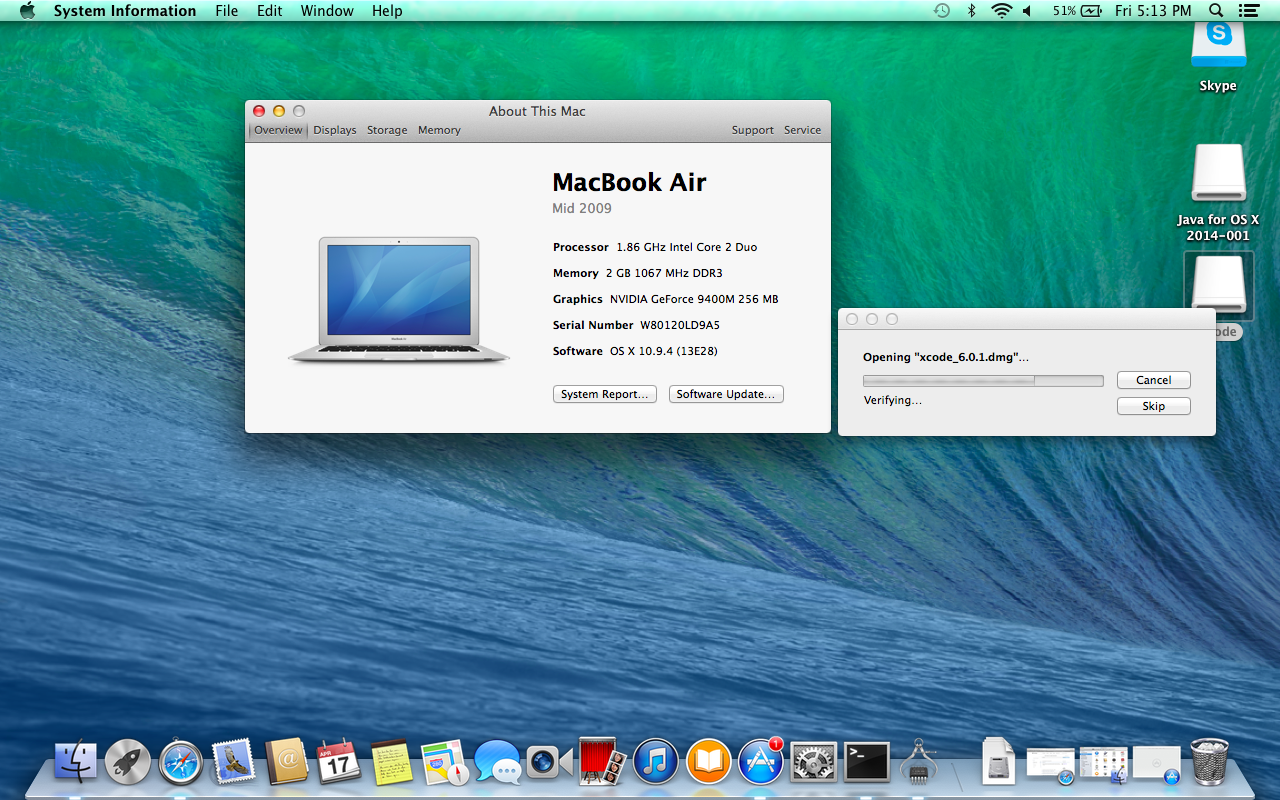 System Information File Edit Window Help 51% Fri 5:13 PM
S
Skype
About This Mac
Overview Displays Storage Memory Support Service
MacBook Air
Mid 2009
Processor 1.86 GHz Intel Core 2 Duo
Memory 2 GB 1067 MHz DDR3
Graphics NVIDIA GeForce 9400M 256 MB
Serial Number W80120LD9A5
Software OS X 10.9.4 (13E28)
System Report... Software Update...
Java for OS X
2014-001
ode
Opening "xcode_6.0.1.dmg"...
Cancel
Verifying...
Skip
APR
17
1